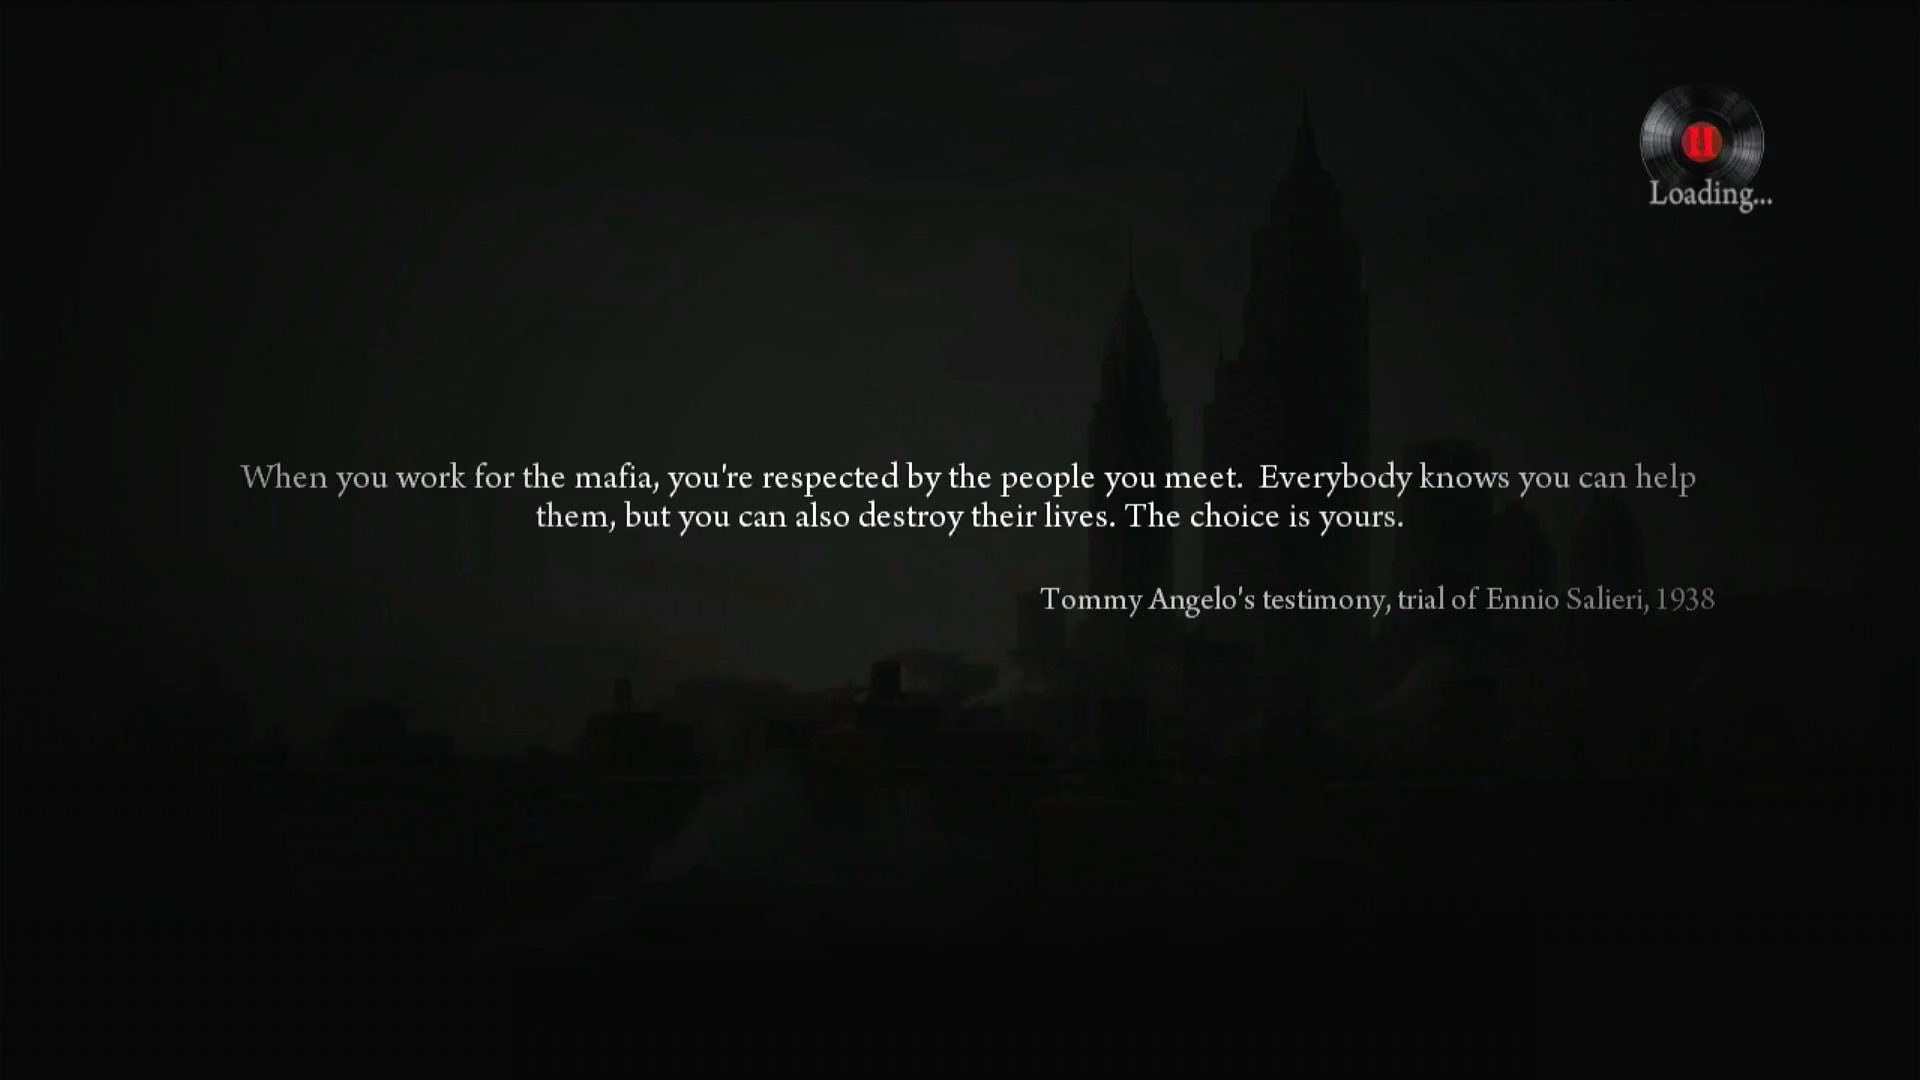 II
Loading...
When you work for the mafia, you're respected by the people you meet.  Everybody knows you can help
them, but you can also destroy their lives. The choice is yours.
Tommy Angelo's testimony, trial of Ennio Salieri, 1938